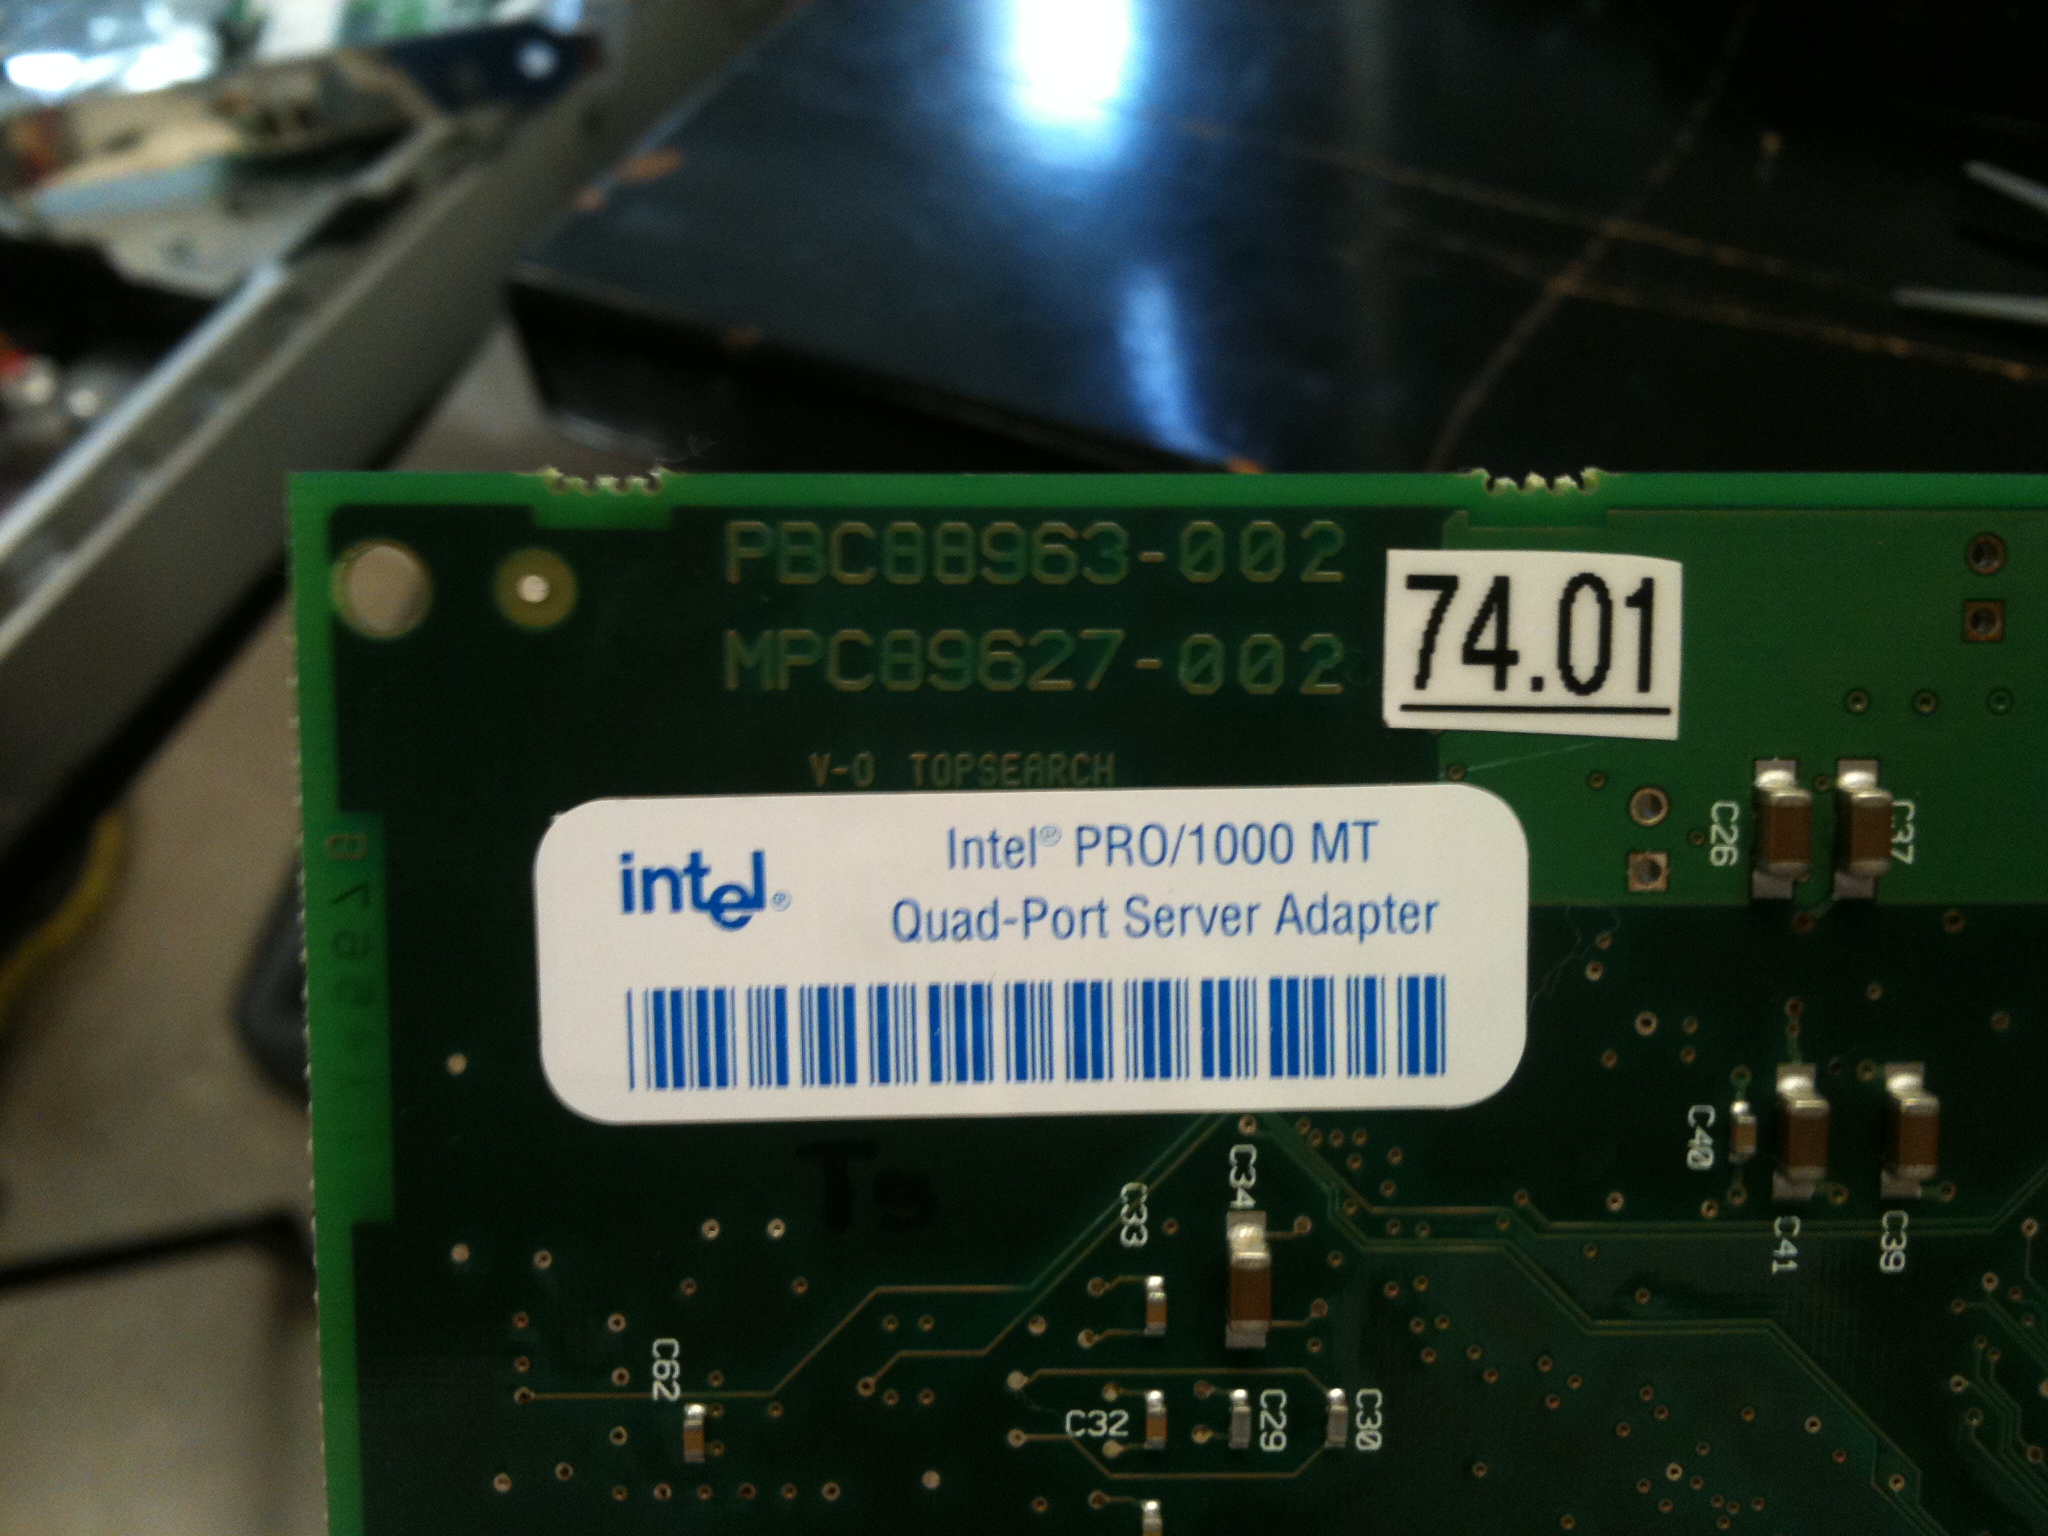 PBC88963-002
MPC89627-002
74.01
V-0 TOPSEARCH
intel®
Intel® PRO/1000 MT
Quad-Port Server Adapter
C26
C37
C40
C41
C39
C34
C33
C62
C32
C29
C30